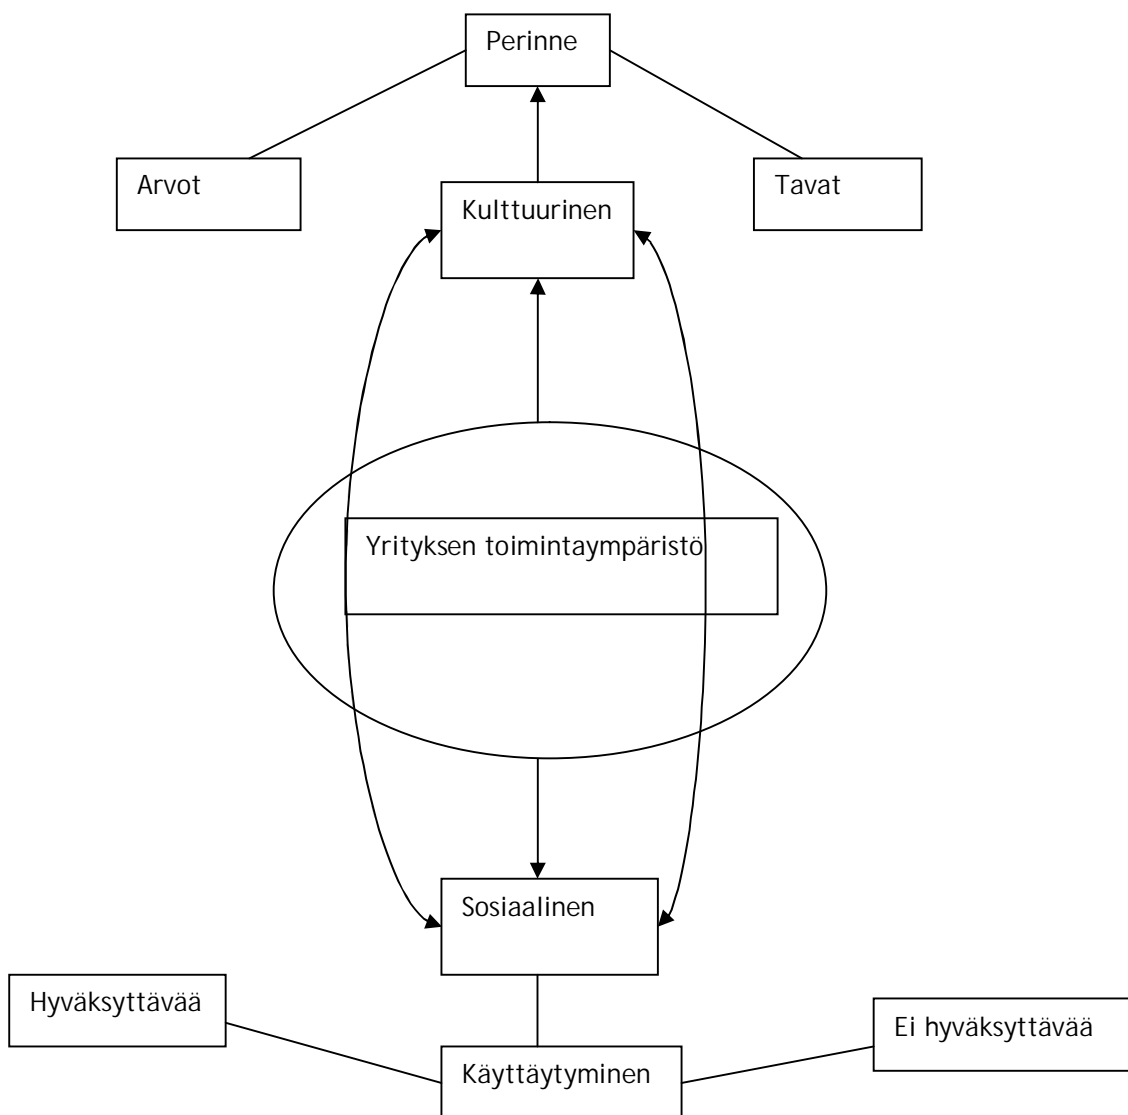 Perinne
Arvot
Tavat
Kulttuurinen
Yrityksen toimintaympäristö
Sosiaalinen
Hyväksyttävää
Ei hyväksyttävää
Käyttäytyminen